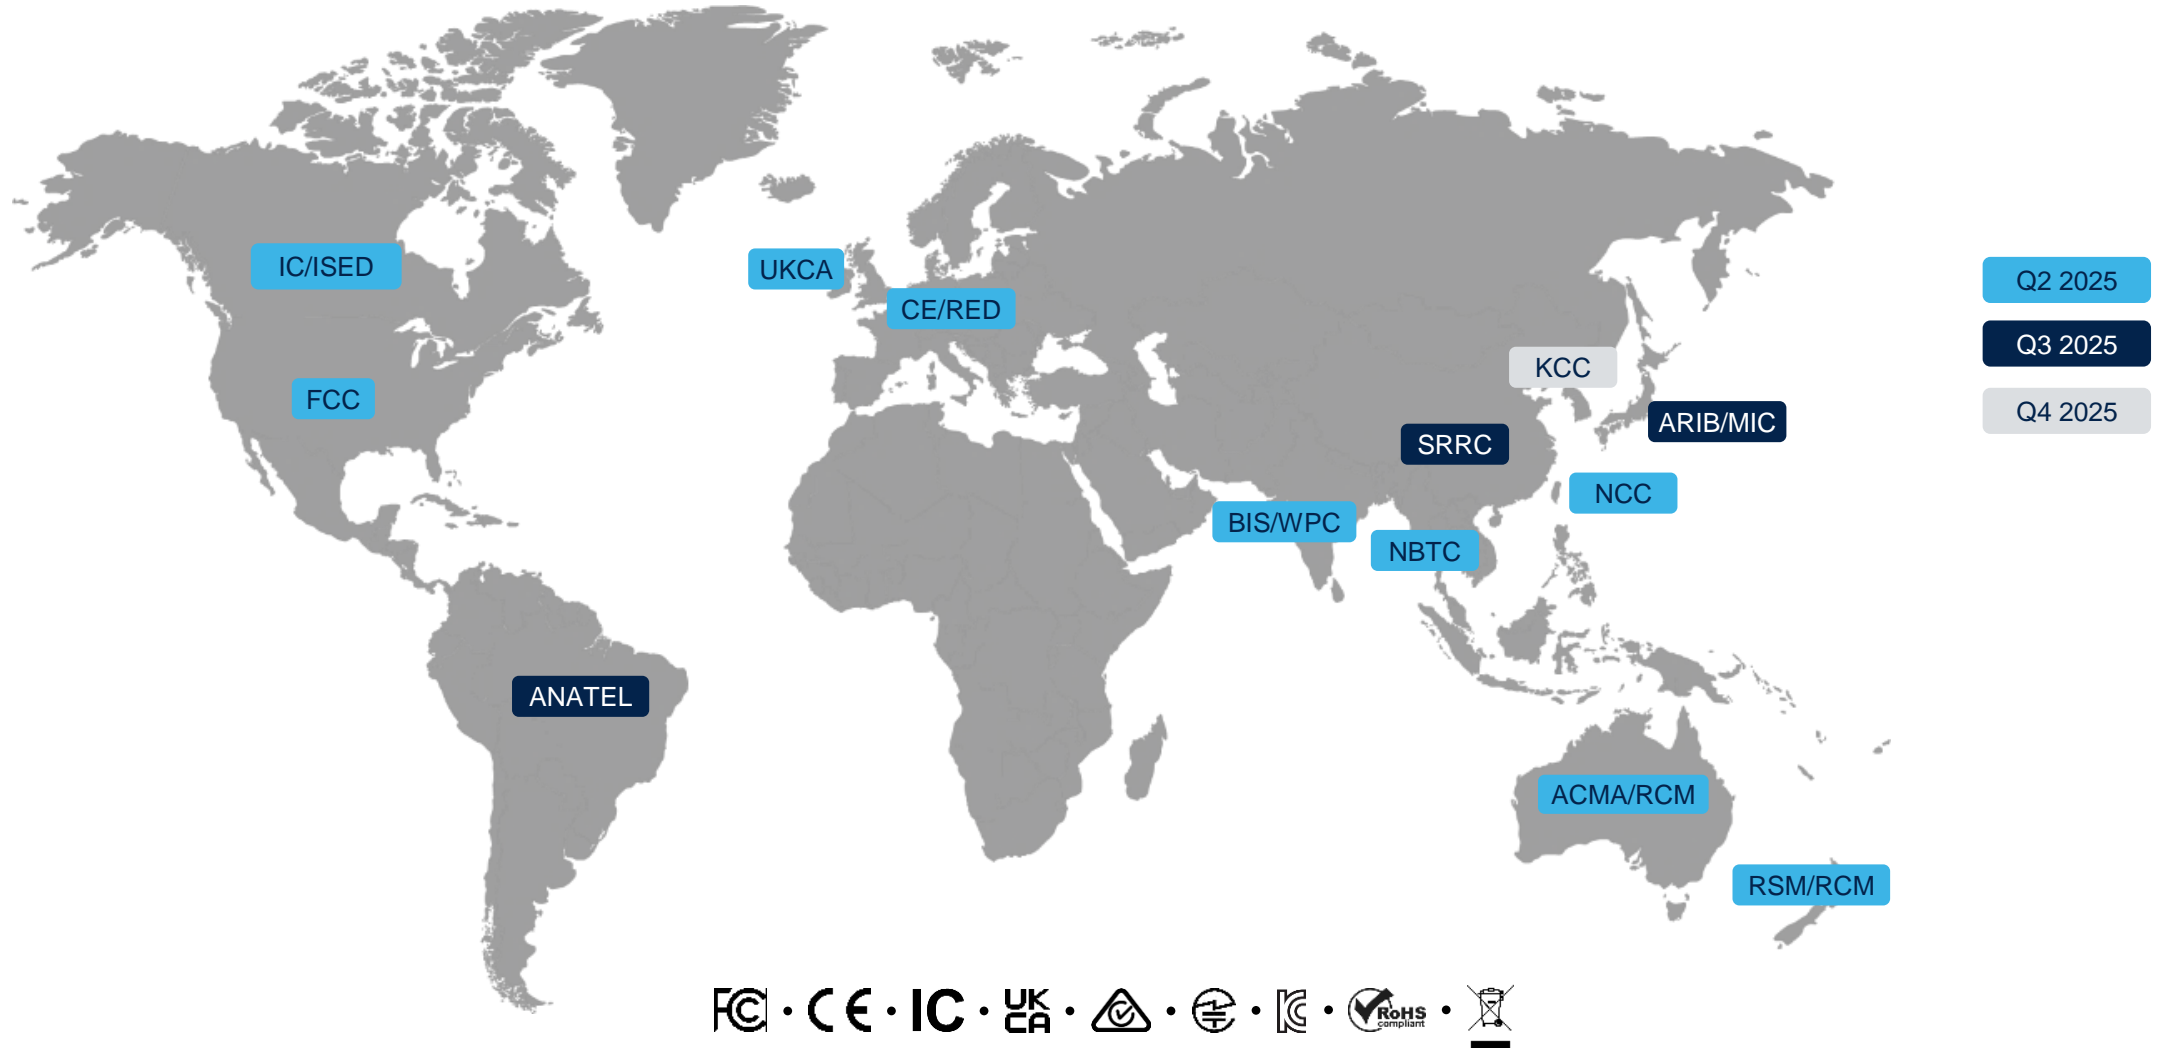 IC/ISED
UKCA
CE/RED
FCC
KCC
ARIB/MIC
SRRC
NCC
BIS/WPC
NBTC
ANATEL
ACMA/RCM
RSM/RCM
Q2 2025
Q3 2025
Q4 2025
FC · CE · IC · UK CA · RoHS compliant ·